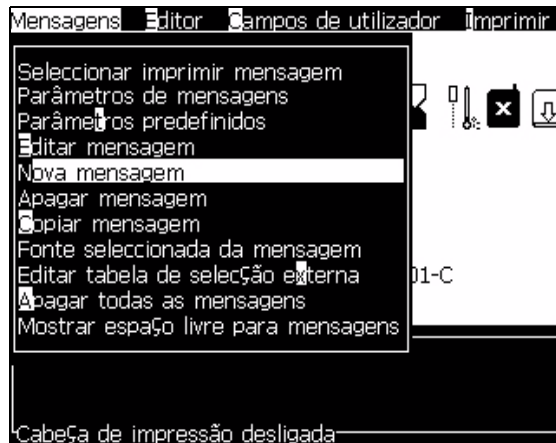 Mensagens Editor Campos de utilizador Imprimir
Seleccionar imprimir mensagem
Parâmetros de mensagens
Parâmetros predefinidos
Editar mensagem
Nova mensagem
Apagar mensagem
Copiar mensagem
Fonte seleccionada da mensagem
Editar tabela de selecção externa
01-C
Apagar todas as mensagens
Mostrar espaço livre para mensagens
Cabeça de impressão desligada